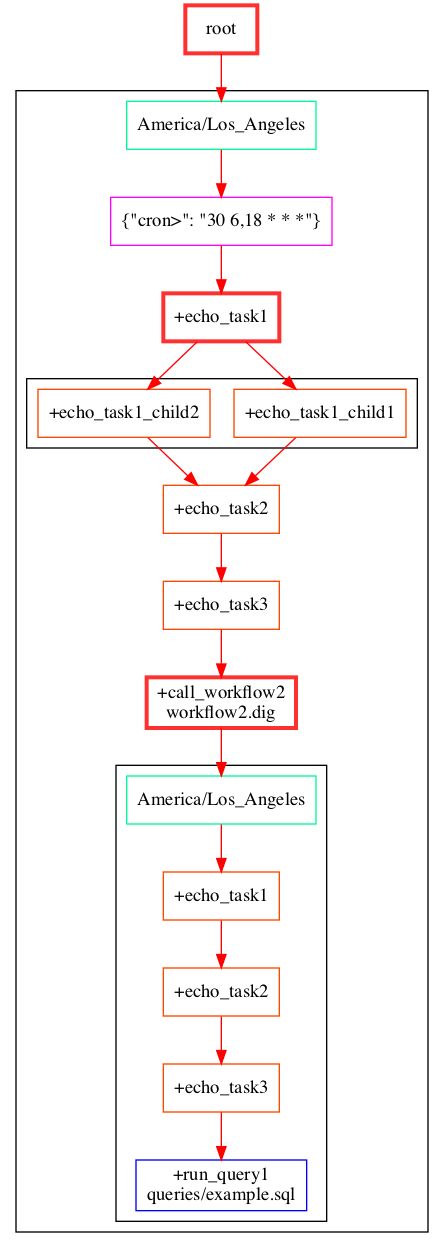 root
America/Los_Angeles
{"cron>": "30 6,18 * * *"}
+echo_task1
+echo_task1_child2
+echo_task1_child1
+echo_task2
+echo_task3
+call_workflow2
workflow2.dig
America/Los_Angeles
+echo_task1
+echo_task2
+echo_task3
+run_query1
queries/example.sql